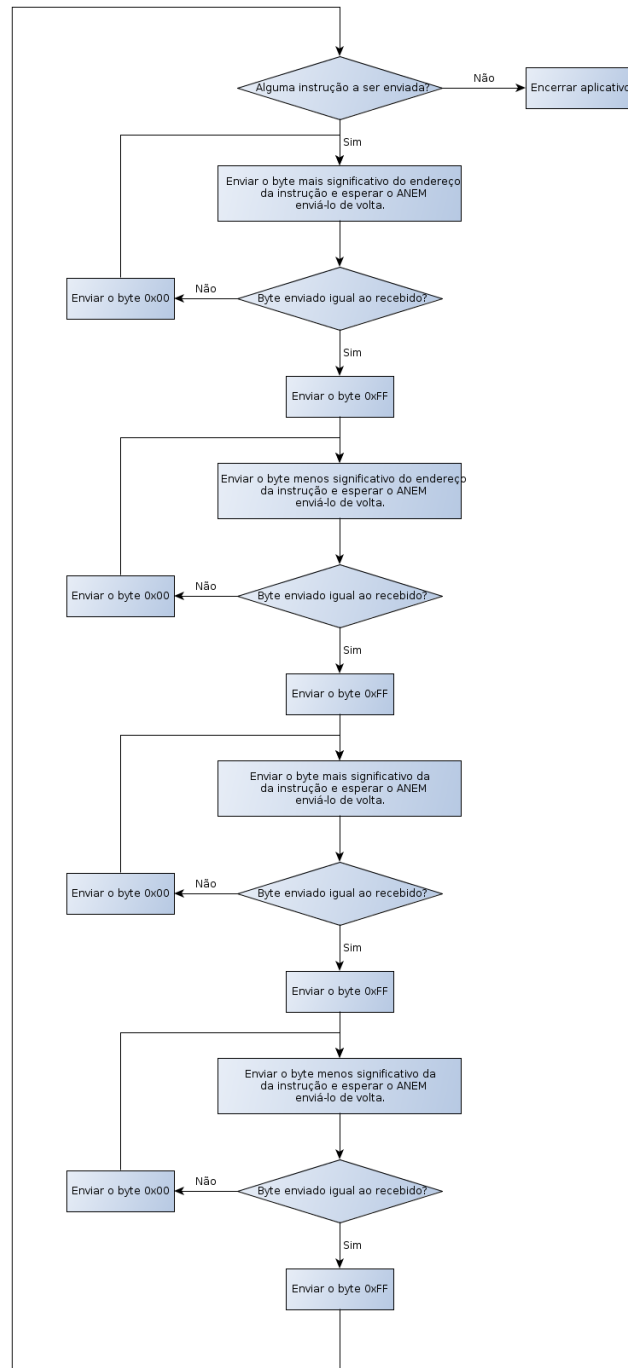 Alguma instrução a ser enviada?
Não
Encerrar aplicativo
Sim
Enviar o byte mais significativo do endereço
da instrução e esperar o ANEM
enviá-lo de volta.
Enviar o byte 0x00
Não
Byte enviado igual ao recebido?
Sim
Enviar o byte 0xFF
Enviar o byte menos significativo do endereço
da instrução e esperar o ANEM
enviá-lo de volta.
Enviar o byte 0x00
Não
Byte enviado igual ao recebido?
Sim
Enviar o byte 0xFF
Enviar o byte mais significativo da
da instrução e esperar o ANEM
enviá-lo de volta.
Enviar o byte 0x00
Não
Byte enviado igual ao recebido?
Sim
Enviar o byte 0xFF
Enviar o byte menos significativo da
da instrução e esperar o ANEM
enviá-lo de volta.
Enviar o byte 0x00
Não
Byte enviado igual ao recebido?
Sim
Enviar o byte 0xFF